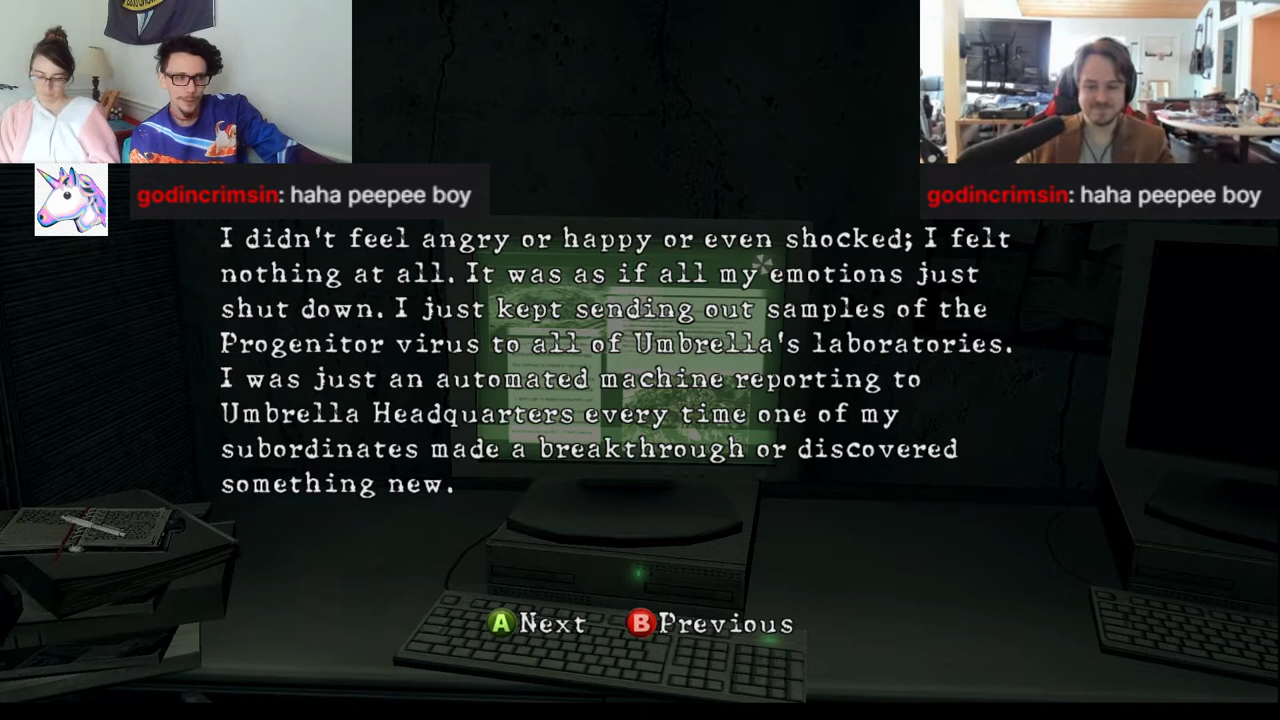 godincrimsin: haha peepee boy
godincrimsin: haha peepee boy
I didn't feel angry or happy or even shocked; I felt
nothing at all. It was as if all my emotions just
shut down. I just kept sending out samples of the
Progenitor virus to all of Umbrella's laboratories.
I was just an automated machine reporting to
Umbrella Headquarters every time one of my
subordinates made a breakthrough or discovered
something new.
A Next B Previous